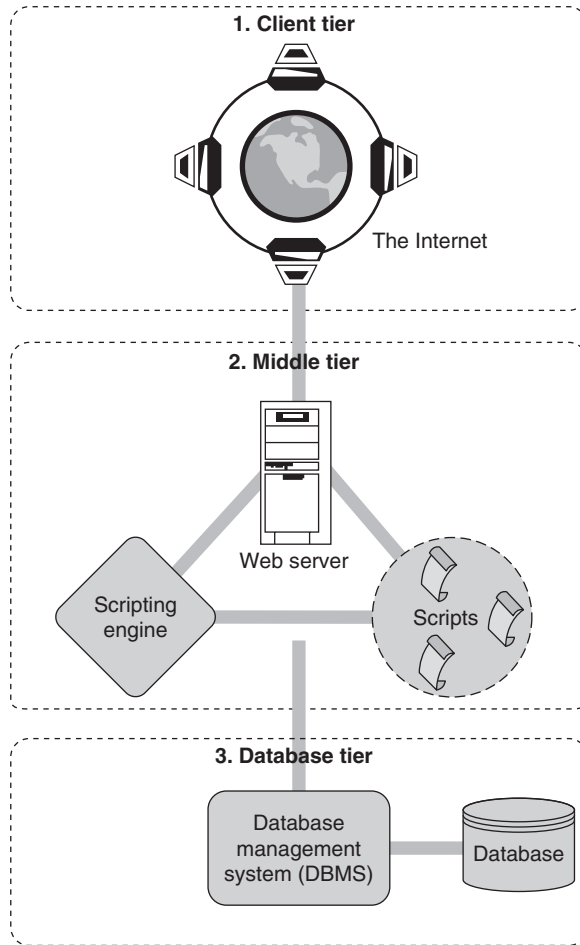 1. Client tier
The Internet
2. Middle tier
Web server
Scripting
engine
Scripts
3. Database tier
Database
management
system (DBMS)
Database